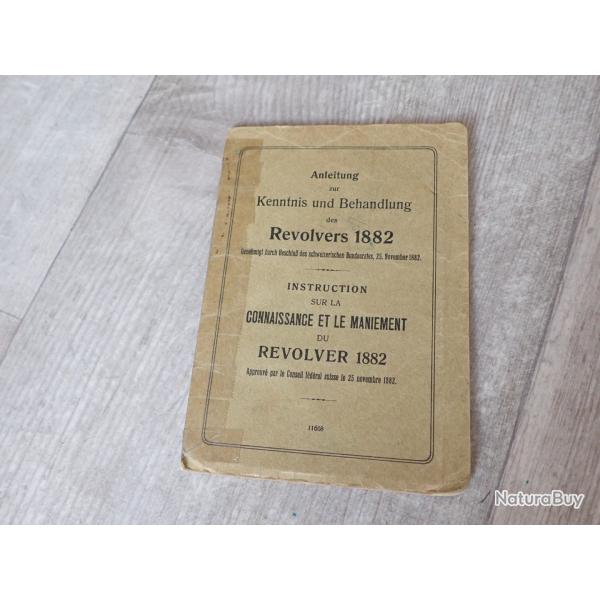 Anleitung
zur
Kenntnis und Behandlung
des
Revolvers 1882
Genehmigt durch Beschluß des schweizerischen Bundesrates, 25. November 1882.
INSTRUCTION
SUR LA
CONNAISSANCE ET LE MANIEMENT
DU
REVOLVER 1882
Approuvé par le Conseil fédéral suisse le 25 novembre 1882.
11668
NaturaBuy